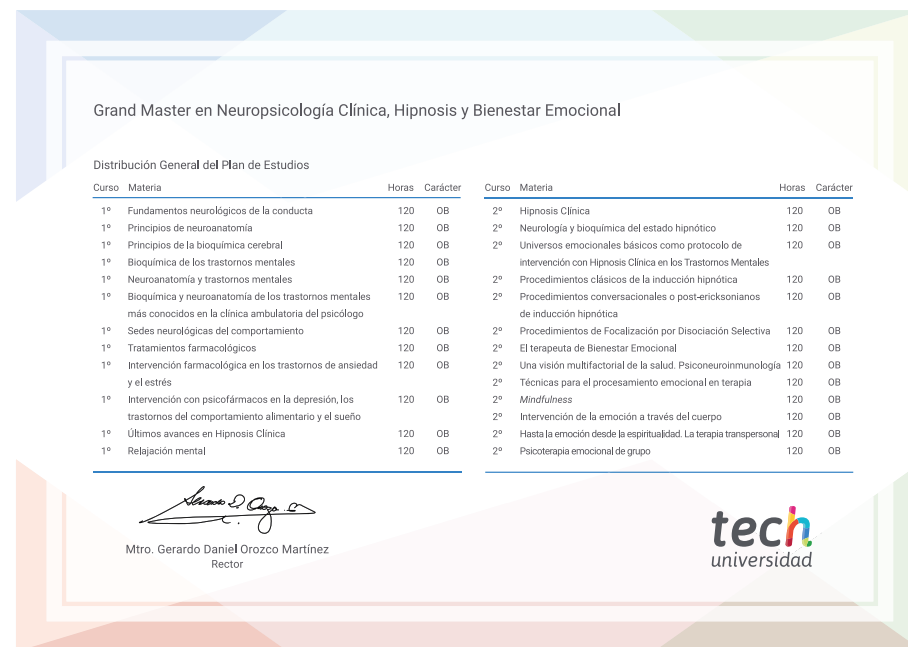 Grand Master en Neuropsicología Clínica, Hipnosis y Bienestar Emocional
Distribución General del Plan de Estudios
Curso Materia Horas Carácter
1º Fundamentos neurológicos de la conducta 120 OB
1º Principios de neuroanatomía 120 OB
1º Principios de la bioquímica cerebral 120 OB
1º Bioquímica de los trastornos mentales 120 OB
1º Neuroanatomía y trastornos mentales 120 OB
1º Bioquímica y neuroanatomía de los trastornos mentales 120 OB
más conocidos en la clínica ambulatoria del psicólogo
1º Sedes neurológicas del comportamiento 120 OB
1º Tratamientos farmacológicos 120 OB
1º Intervención farmacológica en los trastornos de ansiedad 120 OB
y el estrés
1º Intervención con psicofármacos en la depresión, los 120 OB
trastornos del comportamiento alimentario y el sueño
1º Últimos avances en Hipnosis Clínica 120 OB
1º Relajación mental 120 OB
Curso Materia Horas Carácter
2º Hipnosis Clínica 120 OB
2º Neurología y bioquímica del estado hipnótico 120 OB
2º Universos emocionales básicos como protocolo de 120 OB
intervención con Hipnosis Clínica en los Trastornos Mentales
2º Procedimientos clásicos de la inducción hipnótica 120 OB
2º Procedimientos conversacionales o post-ericksonianos 120 OB
de inducción hipnótica
2º Procedimientos de Focalización por Disociación Selectiva 120 OB
2º El terapeuta de Bienestar Emocional 120 OB
2º Una visión multifactorial de la salud. Psiconeuroinmunología 120 OB
2º Técnicas para el procesamiento emocional en terapia 120 OB
2º Mindfulness 120 OB
2º Intervención de la emoción a través del cuerpo 120 OB
2º Hasta la emoción desde la espiritualidad. La terapia transpersonal 120 OB
2º Psicoterapia emocional de grupo 120 OB
Mtro. Gerardo Daniel Orozco Martínez
Rector
tech
universidad